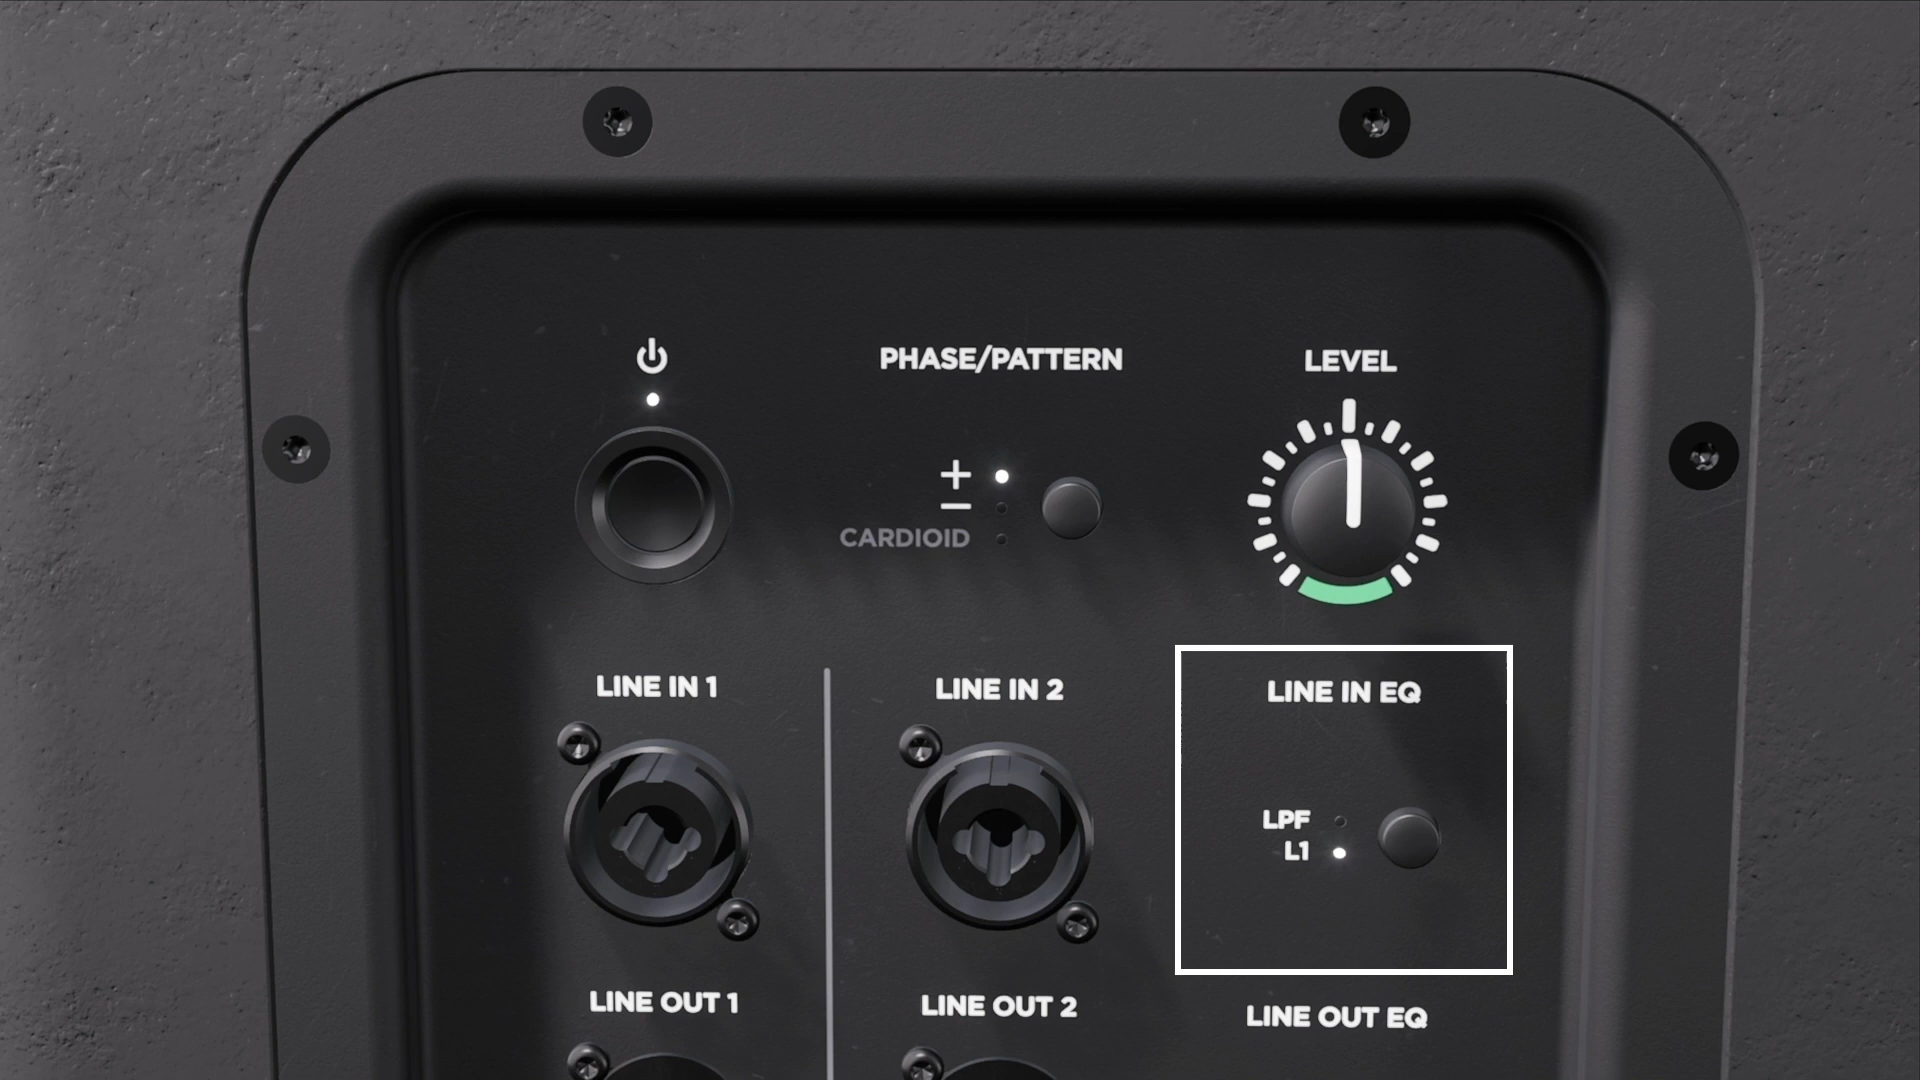 PHASE/PATTERN
LEVEL
+
−
CARDIOID
LINE IN 1
LINE IN 2
LINE IN EQ
LPF
L1
LINE OUT 1
LINE OUT 2
LINE OUT EQ